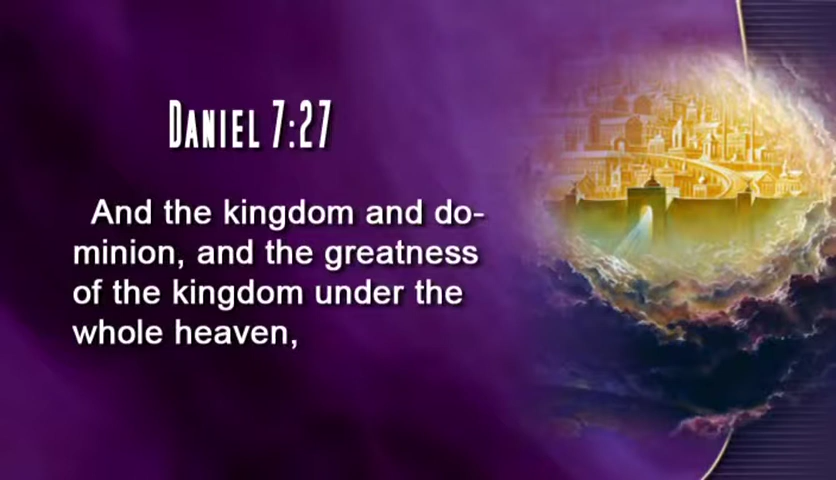 Daniel 7:27
And the kingdom and do-
minion, and the greatness
of the kingdom under the
whole heaven,